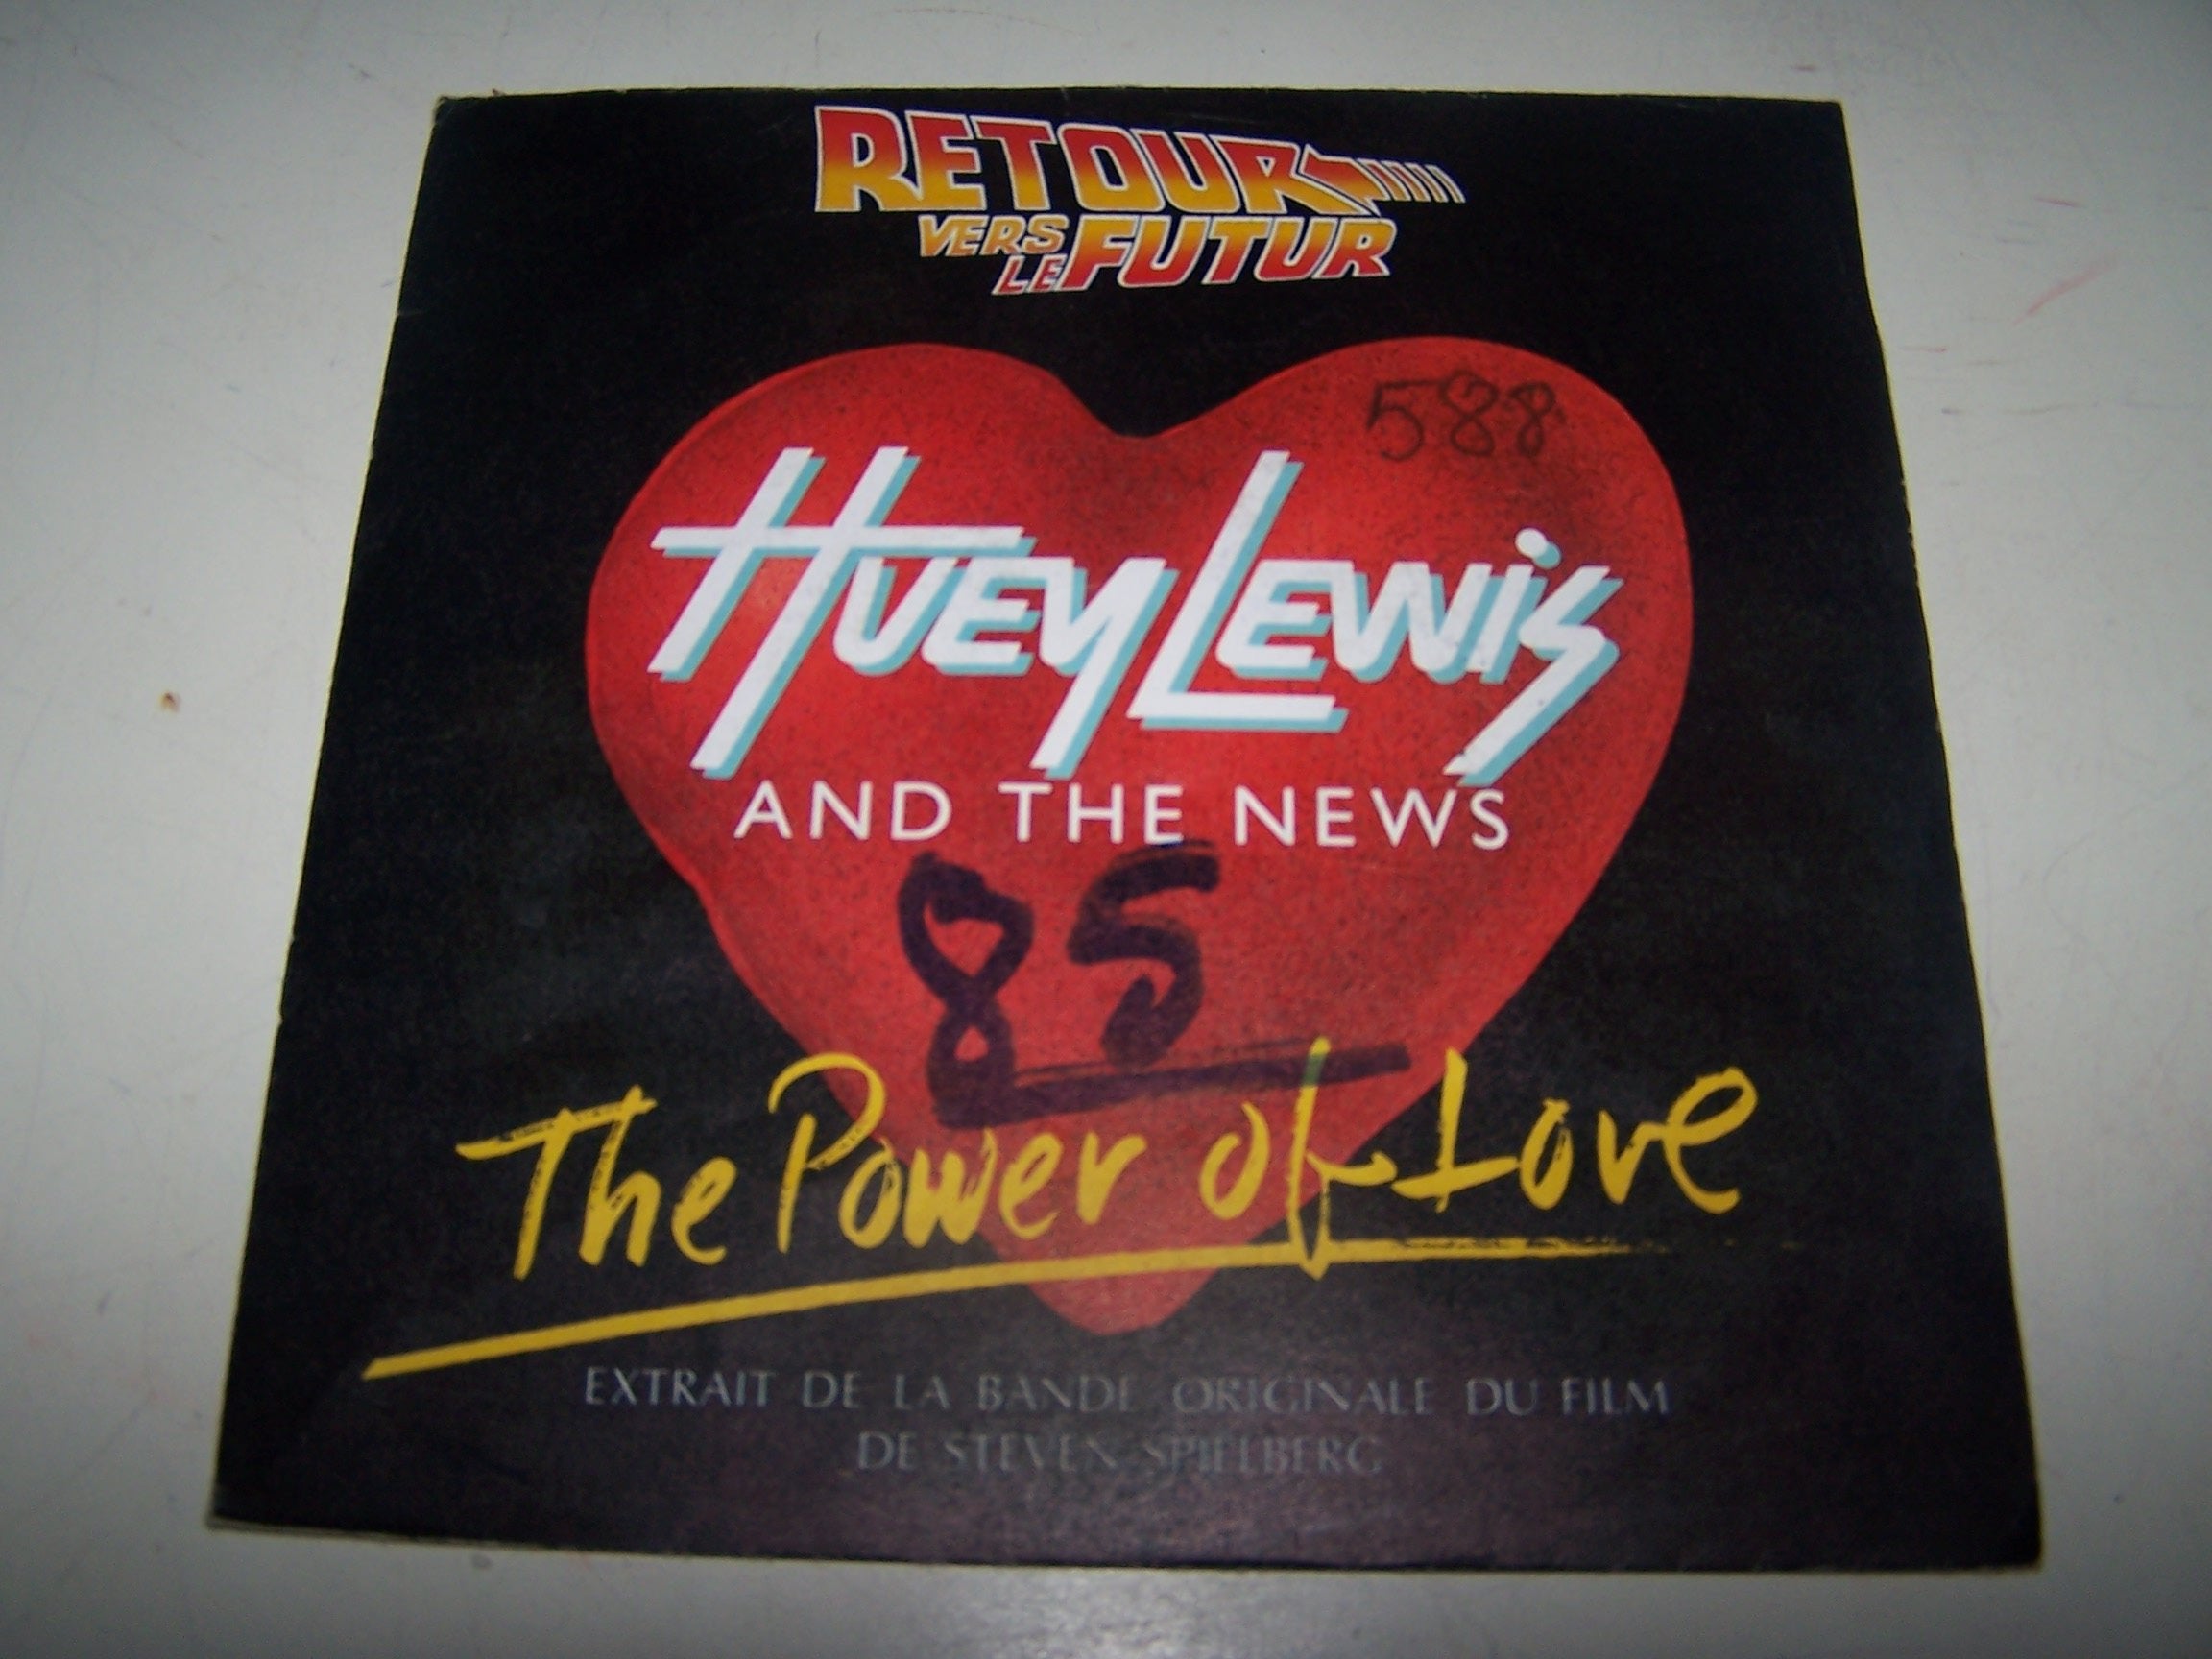 RETOUR
VERS
LE FUTUR
588
HUEY LEWIS
AND THE NEWS
85
The Power of Love
EXTRAIT DE LA BANDE ORIGINALE DU FILM
DE STEVEN SPIELBERG